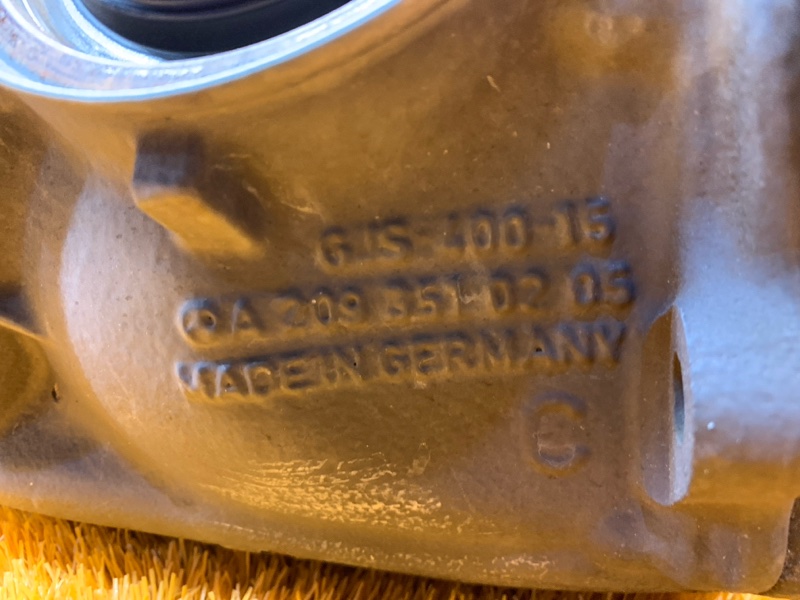 GJS-400-15
A 209 351 02 05
MADE IN GERMANY
C